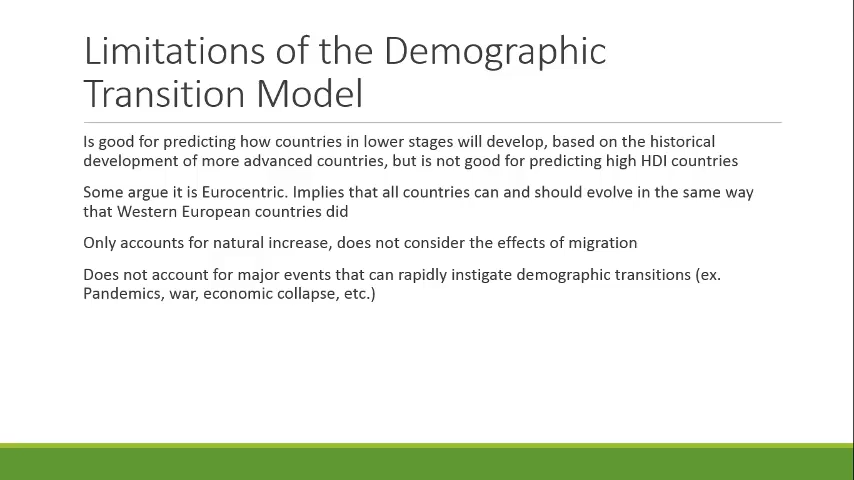 Limitations of the Demographic
Transition Model
Is good for predicting how countries in lower stages will develop, based on the historical
development of more advanced countries, but is not good for predicting high HDI countries
Some argue it is Eurocentric. Implies that all countries can and should evolve in the same way
that Western European countries did
Only accounts for natural increase, does not consider the effects of migration
Does not account for major events that can rapidly instigate demographic transitions (ex.
Pandemics, war, economic collapse, etc.)